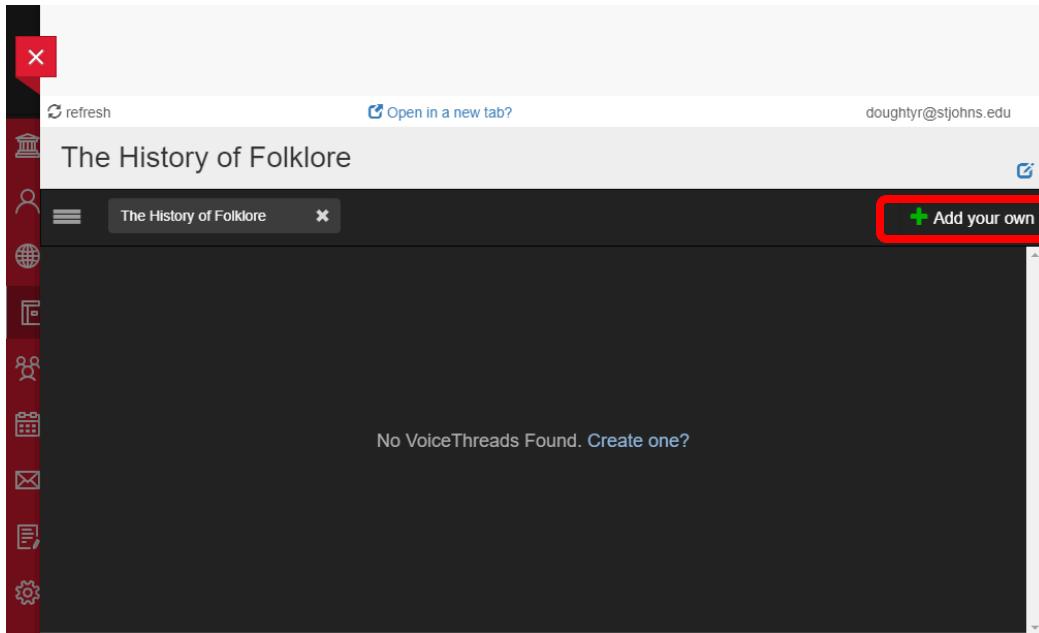 refresh
Open in a new tab?
doughtyr@stjohns.edu
The History of Folklore
The History of Folklore
Add your own
No VoiceThreads Found. Create one?